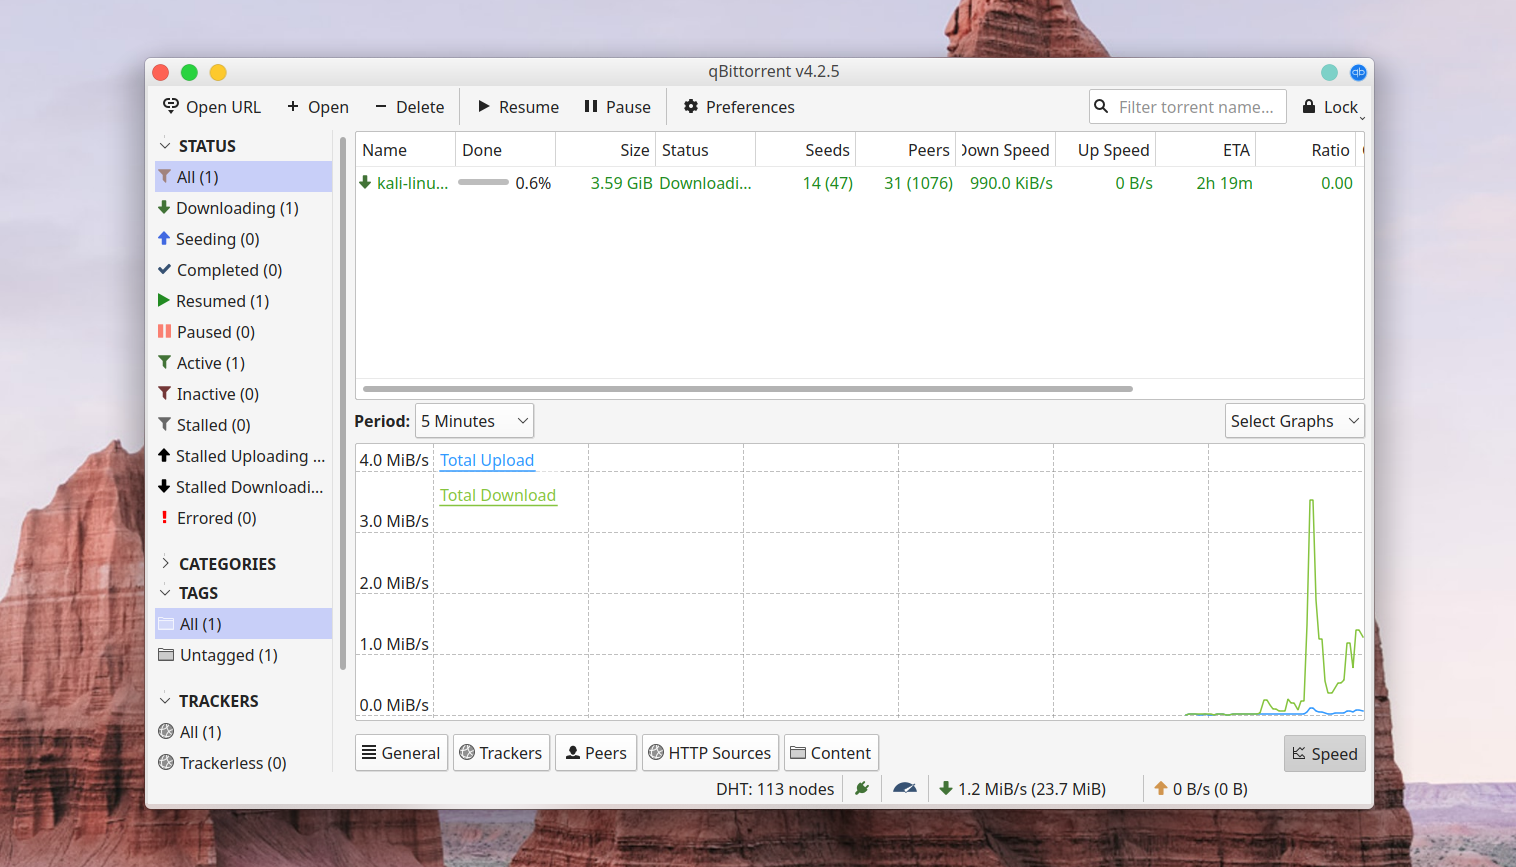 qBittorrent v4.2.5
qb
Open URL Open Delete Resume Pause Preferences Filter torrent name... Lock
STATUS
All (1)
Downloading (1)
Seeding (0)
Completed (0)
Resumed (1)
Paused (0)
Active (1)
Inactive (0)
Stalled (0)
Stalled Uploading ...
Stalled Downloadi...
Errored (0)
CATEGORIES
TAGS
All (1)
Untagged (1)
TRACKERS
All (1)
Trackerless (0)
Name Done Size Status Seeds Peers Down Speed Up Speed ETA Ratio
kali-linu... 0.6% 3.59 GiB Downloadi... 14 (47) 31 (1076) 990.0 KiB/s 0 B/s 2h 19m 0.00
Period: 5 Minutes Select Graphs
4.0 MiB/s
3.0 MiB/s
2.0 MiB/s
1.0 MiB/s
0.0 MiB/s
Total Upload
Total Download
General Trackers Peers HTTP Sources Content Speed
DHT: 113 nodes 1.2 MiB/s (23.7 MiB) 0 B/s (0 B)